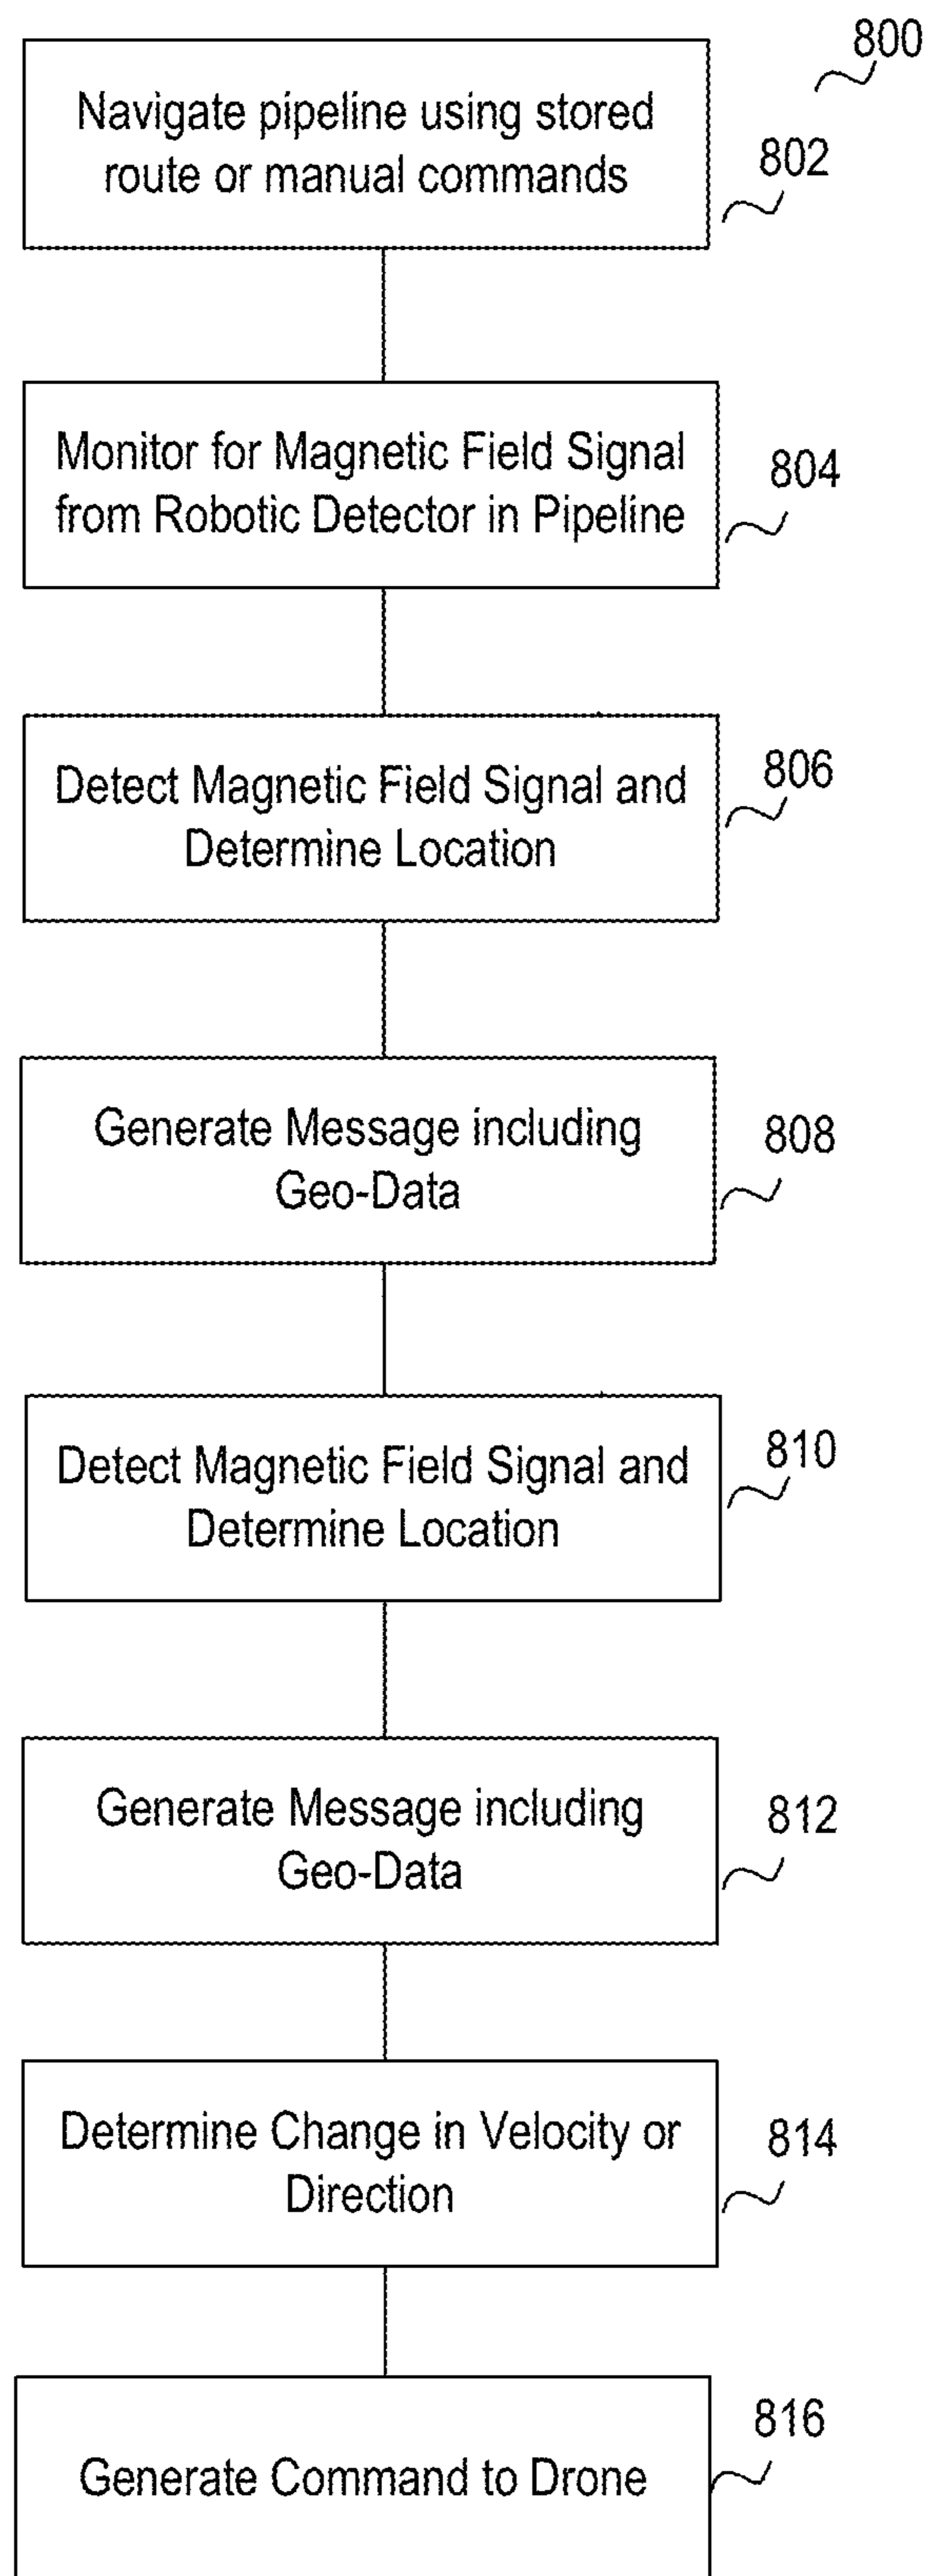 800
Navigate pipeline using stored
route or manual commands
802
Monitor for Magnetic Field Signal
from Robotic Detector in Pipeline
804
Detect Magnetic Field Signal and
Determine Location
806
Generate Message including
Geo-Data
808
Detect Magnetic Field Signal and
Determine Location
810
Generate Message including
Geo-Data
812
Determine Change in Velocity or
Direction
814
Generate Command to Drone
816